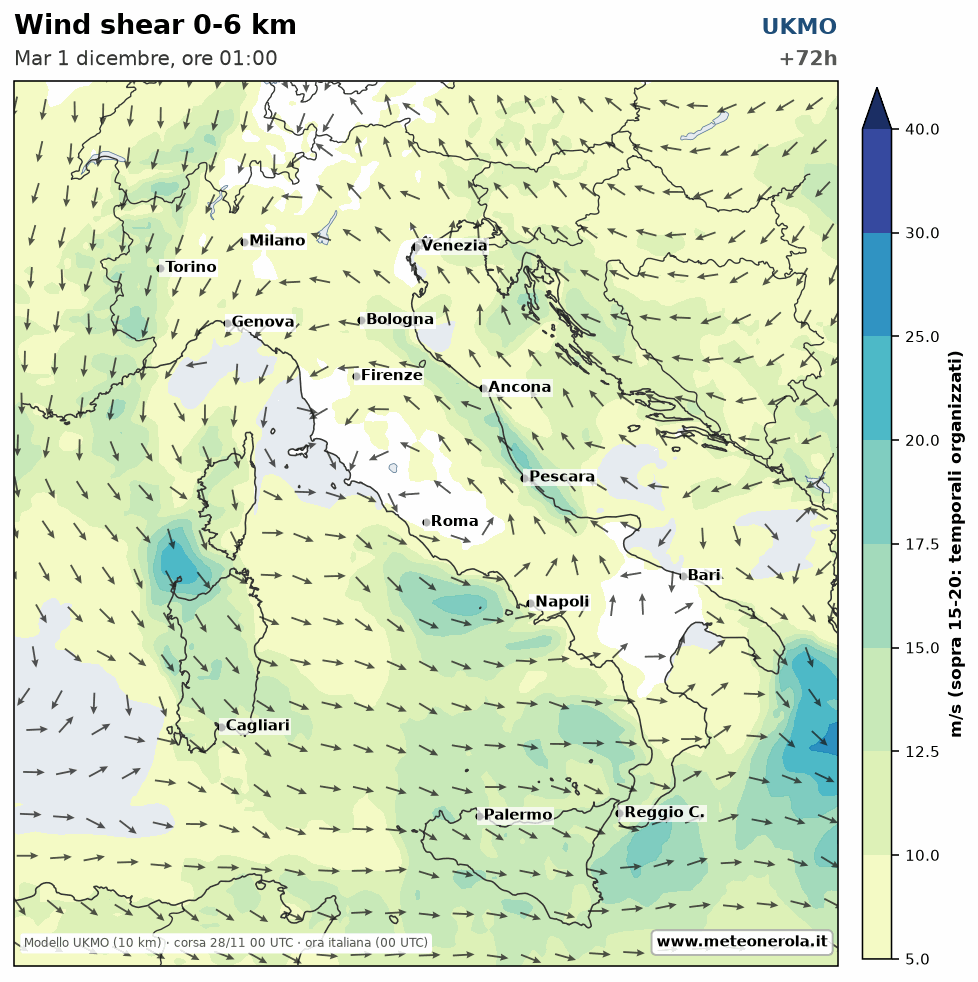 Wind shear 0-6 km
UKMO
Mar 1 dicembre, ore 01:00
+72h
40.0
30.0
25.0
20.0
17.5
15.0
12.5
10.0
5.0
m/s (sopra 15-20: temporali organizzati)
Milano
Venezia
Torino
Genova
Bologna
Firenze
Ancona
Pescara
Roma
Bari
Napoli
Cagliari
Palermo
Reggio C.
Modello UKMO (10 km) · corsa 28/11 00 UTC · ora italiana (00 UTC)
www.meteonerola.it